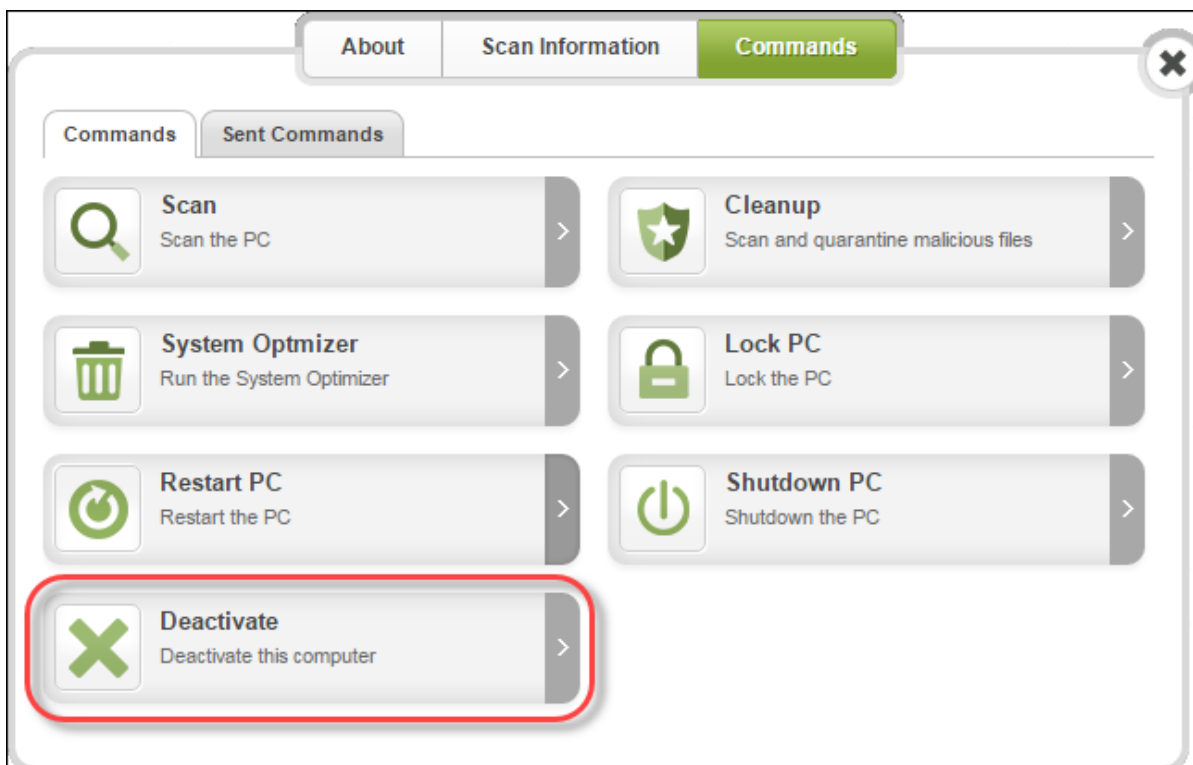 About
Scan Information
Commands
Commands
Sent Commands
Scan
Scan the PC
Cleanup
Scan and quarantine malicious files
System Optmizer
Run the System Optimizer
Lock PC
Lock the PC
Restart PC
Restart the PC
Shutdown PC
Shutdown the PC
Deactivate
Deactivate this computer